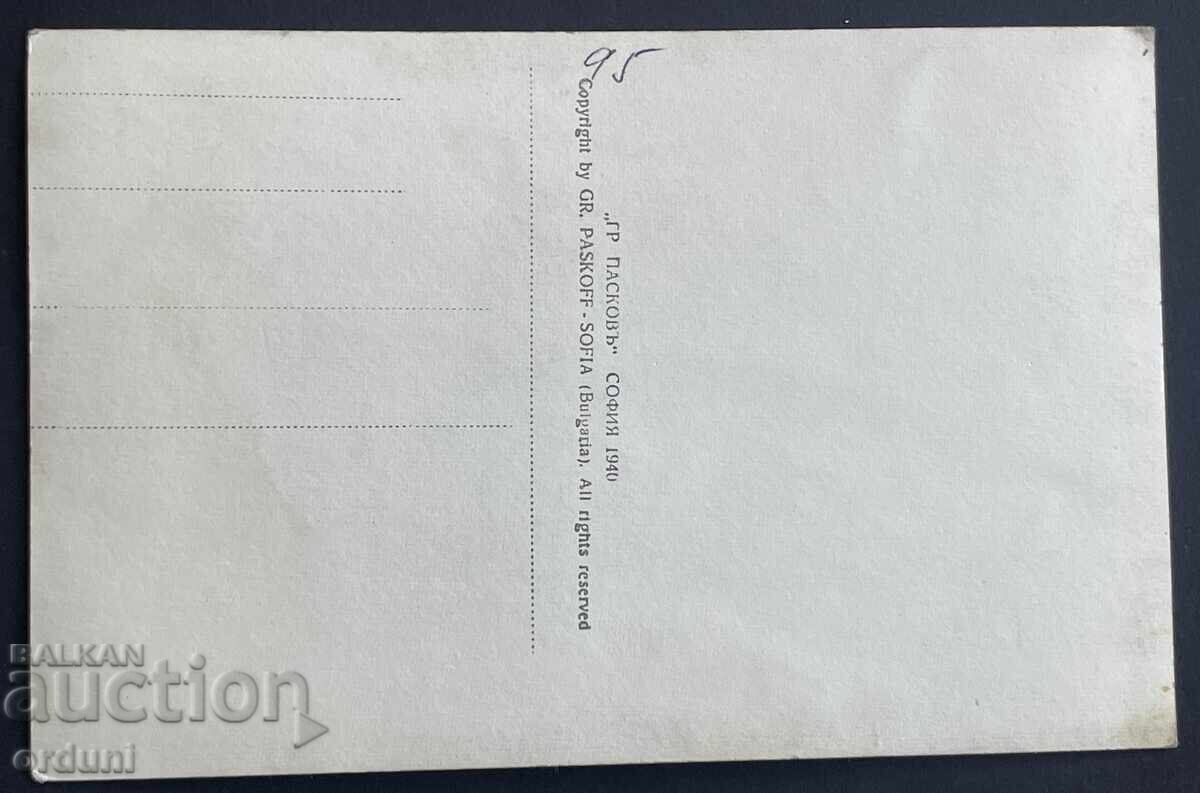 95
„ГР ПАСКОВЪ“ СОФИЯ 1940
Copyright by GR. PASKOFF - SOFIA (Bulgaria). All rights reserved
BALKAN
auction
orduni